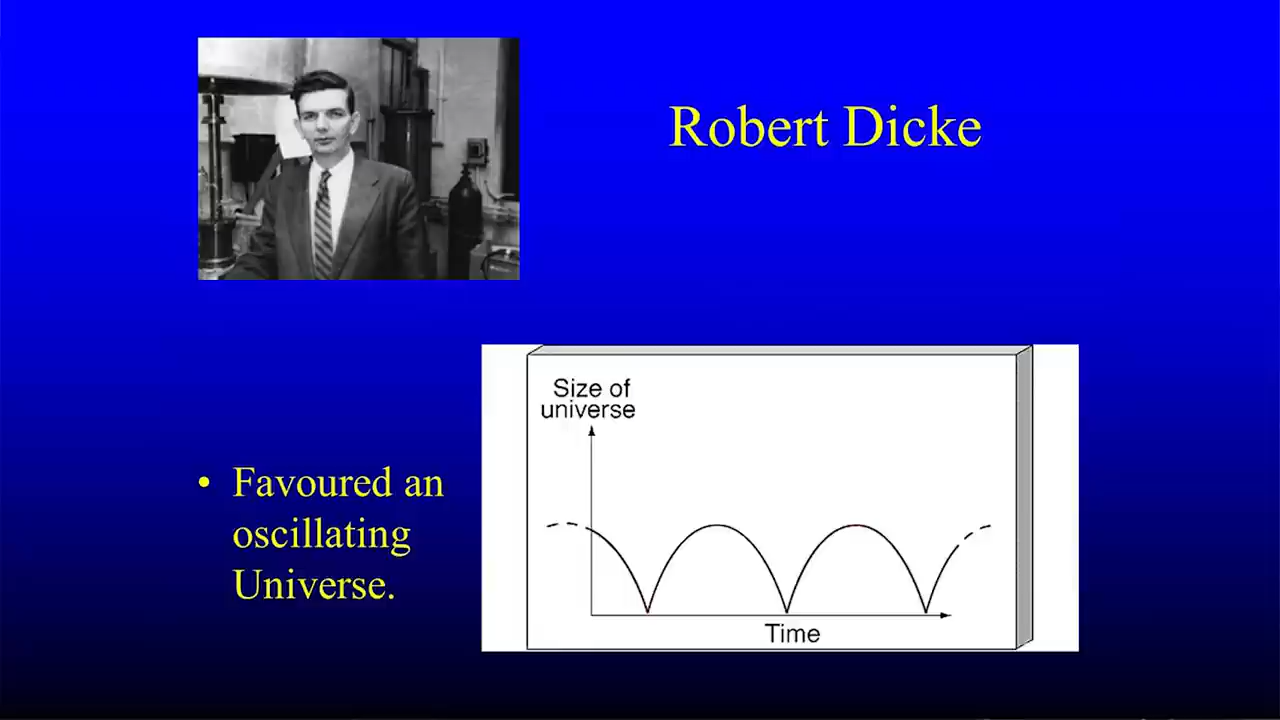 Robert Dicke
• Favoured an
oscillating
Universe.
Size of
universe
Time